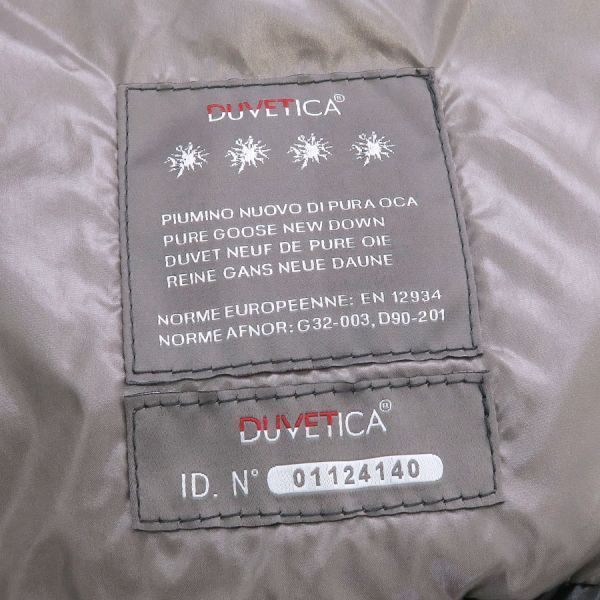 DUVETICA®
PIUMINO NUOVO DI PURA OCA
PURE GOOSE NEW DOWN
DUVET NEUF DE PURE OIE
REINE GANS NEUE DAUNE
NORME EUROPEENNE: EN 12934
NORME AFNOR: G32-003, D90-201
DUVETICA®
ID. N° 01124140